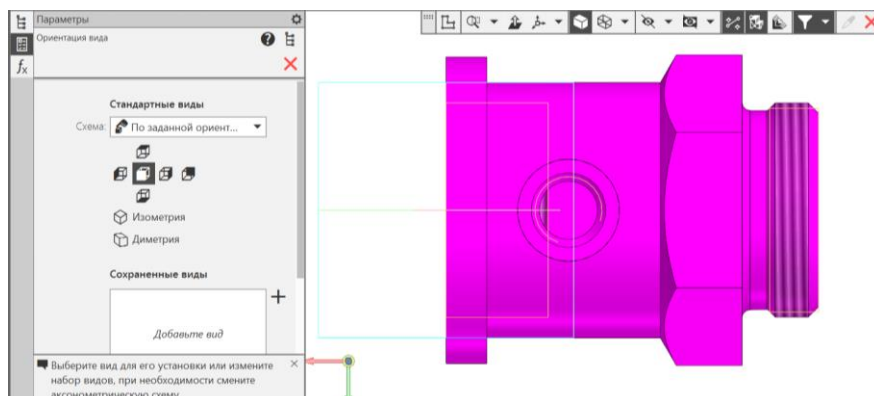 Параметры
Ориентация вида
Стандартные виды
Схема: По заданной ориент...
Изометрия
Диметрия
Сохраненные виды
Добавьте вид
Выберите вид для его установки или измените
набор видов, при необходимости смените
аксонометрическую схему.